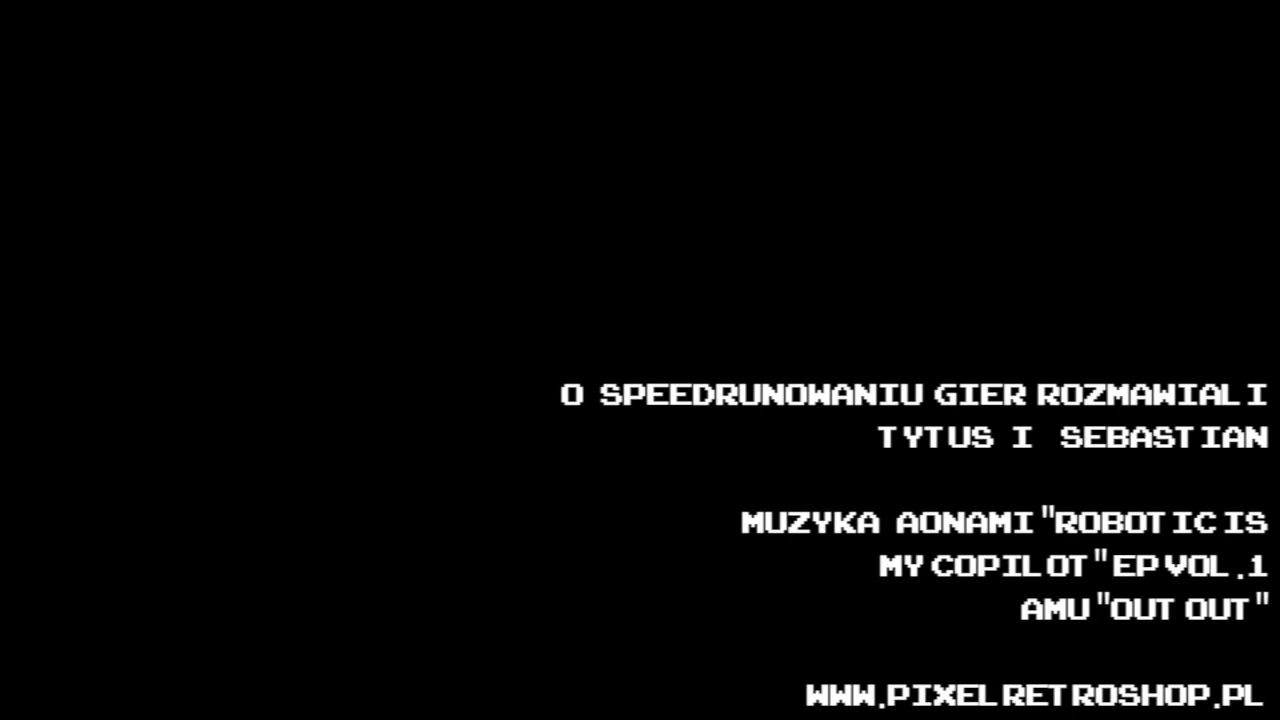 O SPEEDRUNOWANIU GIER ROZMAWIALI
TYTUS I SEBASTIAN
MUZYKA AONAMI "ROBOTIC IS
MY COPILOT" EP VOL.1
AMU "OUT OUT"
WWW.PIXELRETROSHOP.PL